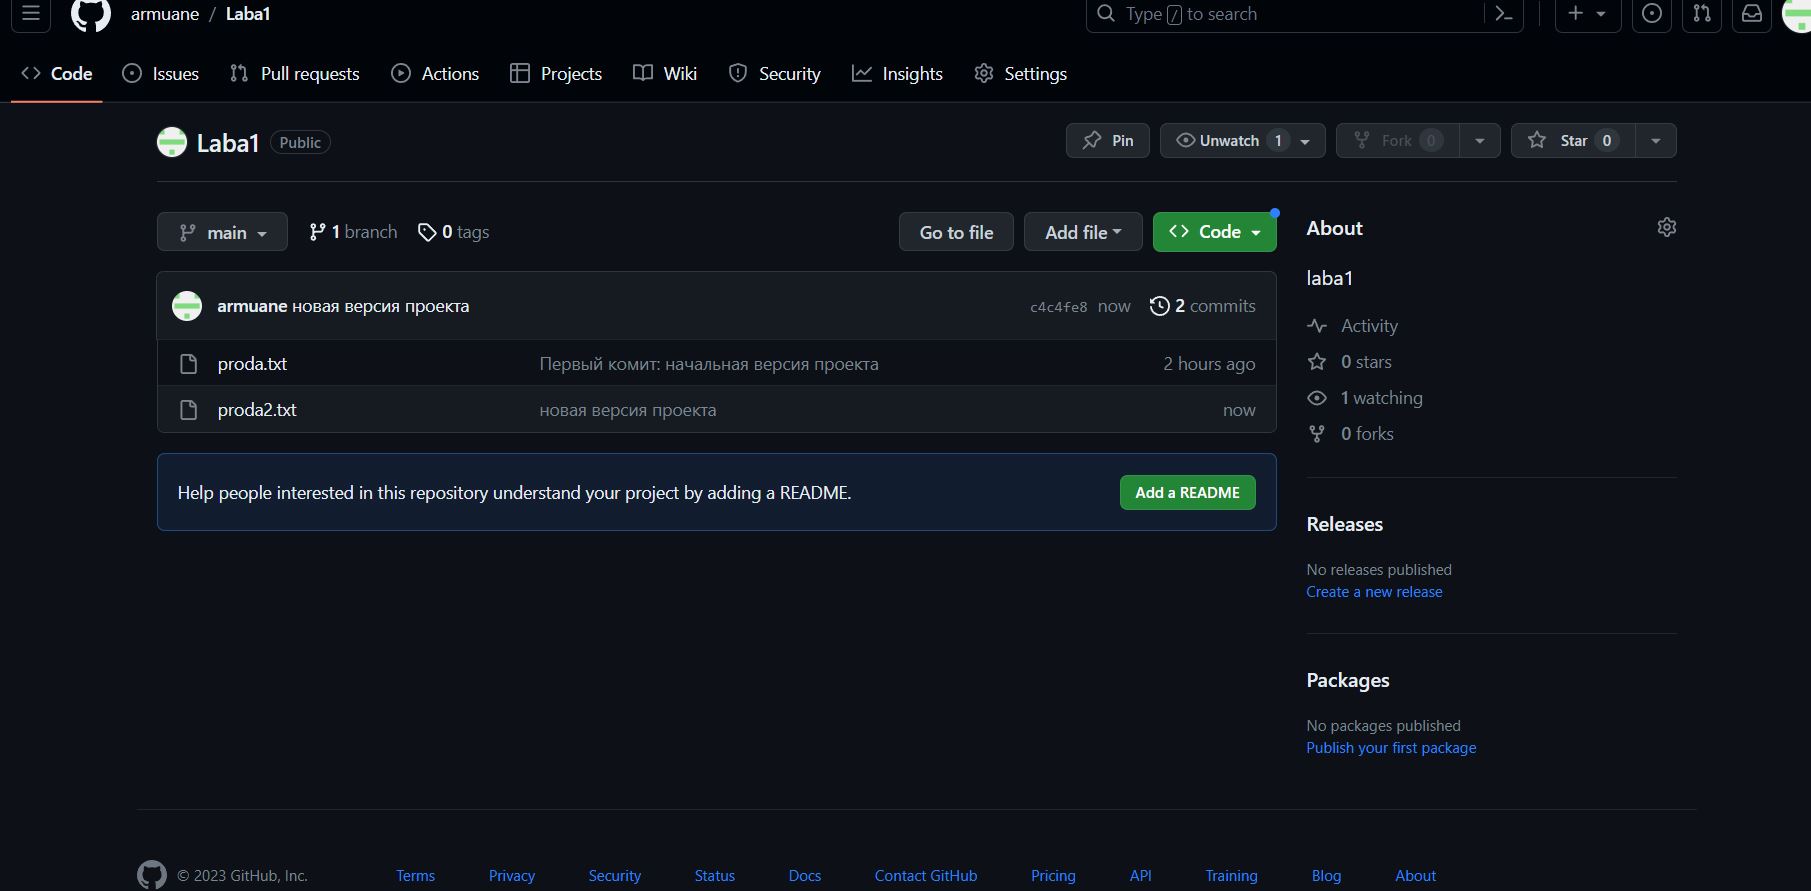 armuane / Laba1
Type / to search
Code Issues Pull requests Actions Projects Wiki Security Insights Settings
Laba1 Public
Pin Unwatch 1 Fork 0 Star 0
main 1 branch 0 tags Go to file Add file Code
armuane новая версия проекта c4c4fe8 now 2 commits
proda.txt Первый комит: начальная версия проекта 2 hours ago
proda2.txt новая версия проекта now
Help people interested in this repository understand your project by adding a README. Add a README
About
laba1
Activity
0 stars
1 watching
0 forks
Releases
No releases published
Create a new release
Packages
No packages published
Publish your first package
© 2023 GitHub, Inc. Terms Privacy Security Status Docs Contact GitHub Pricing API Training Blog About